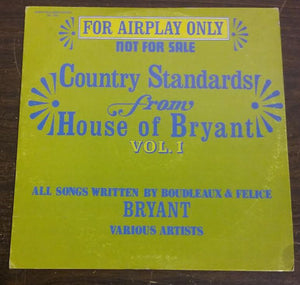 FOR AIRPLAY ONLY
NOT FOR SALE
Country Standards
from
House of Bryant
VOL. I
ALL SONGS WRITTEN BY BOUDLEAUX & FELICE
BRYANT
VARIOUS ARTISTS